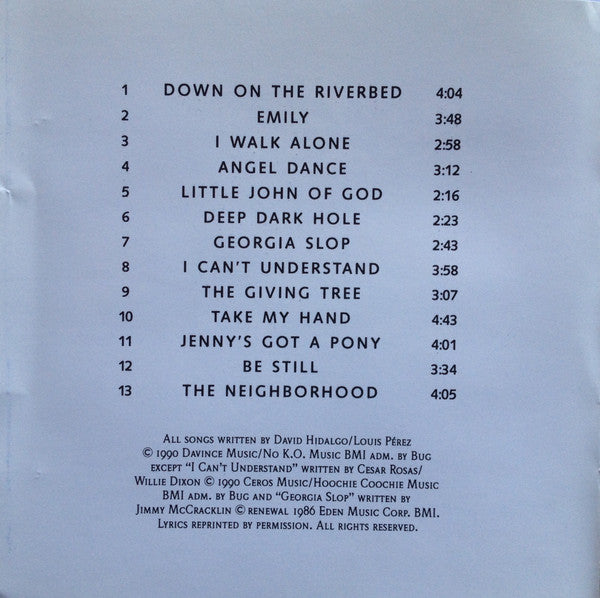 1 DOWN ON THE RIVERBED 4:04
2 EMILY 3:48
3 I WALK ALONE 2:58
4 ANGEL DANCE 3:12
5 LITTLE JOHN OF GOD 2:16
6 DEEP DARK HOLE 2:23
7 GEORGIA SLOP 2:43
8 I CAN'T UNDERSTAND 3:58
9 THE GIVING TREE 3:07
10 TAKE MY HAND 4:43
11 JENNY'S GOT A PONY 4:01
12 BE STILL 3:34
13 THE NEIGHBORHOOD 4:05
ALL SONGS WRITTEN BY DAVID HIDALGO/LOUIS PÉREZ
© 1990 DAVINCE MUSIC/NO K.O. MUSIC BMI ADM. BY BUG
EXCEPT "I CAN'T UNDERSTAND" WRITTEN BY CESAR ROSAS/
WILLIE DIXON © 1990 CEROS MUSIC/HOOCHIE COOCHIE MUSIC
BMI ADM. BY BUG AND "GEORGIA SLOP" WRITTEN BY
JIMMY MCCRACKLIN © RENEWAL 1986 EDEN MUSIC CORP. BMI.
LYRICS REPRINTED BY PERMISSION. ALL RIGHTS RESERVED.